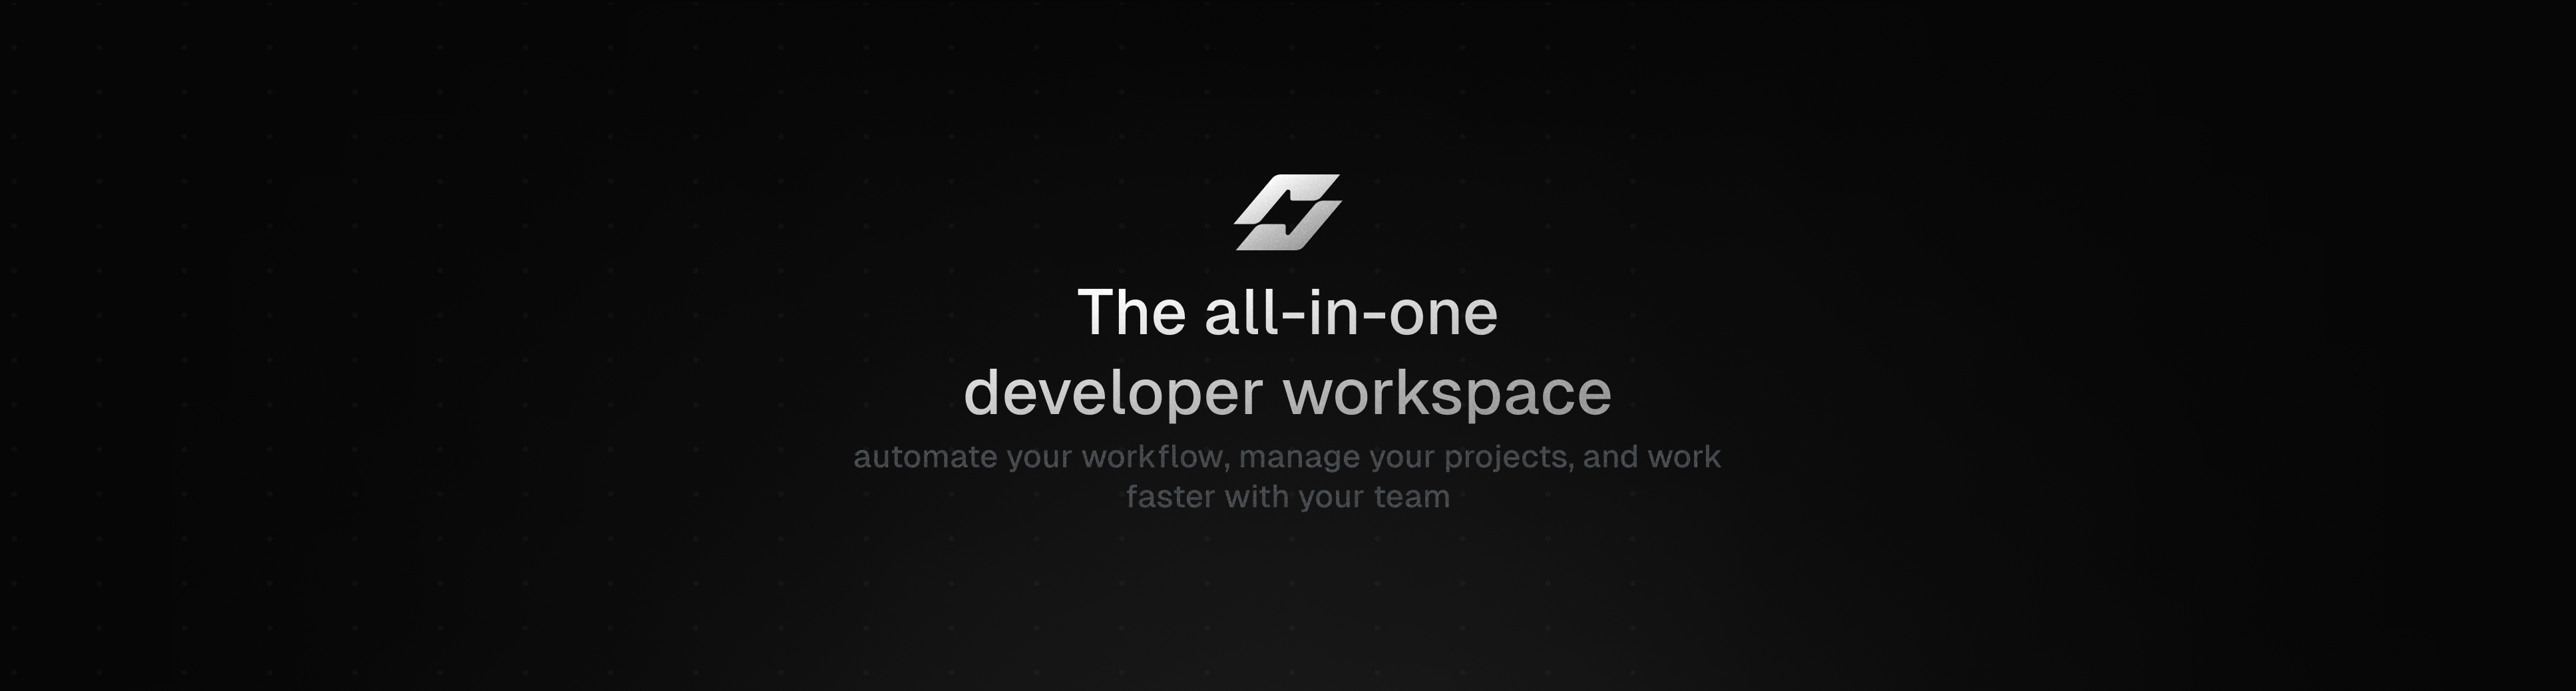 The all-in-one
developer workspace
automate your workflow, manage your projects, and work
faster with your team